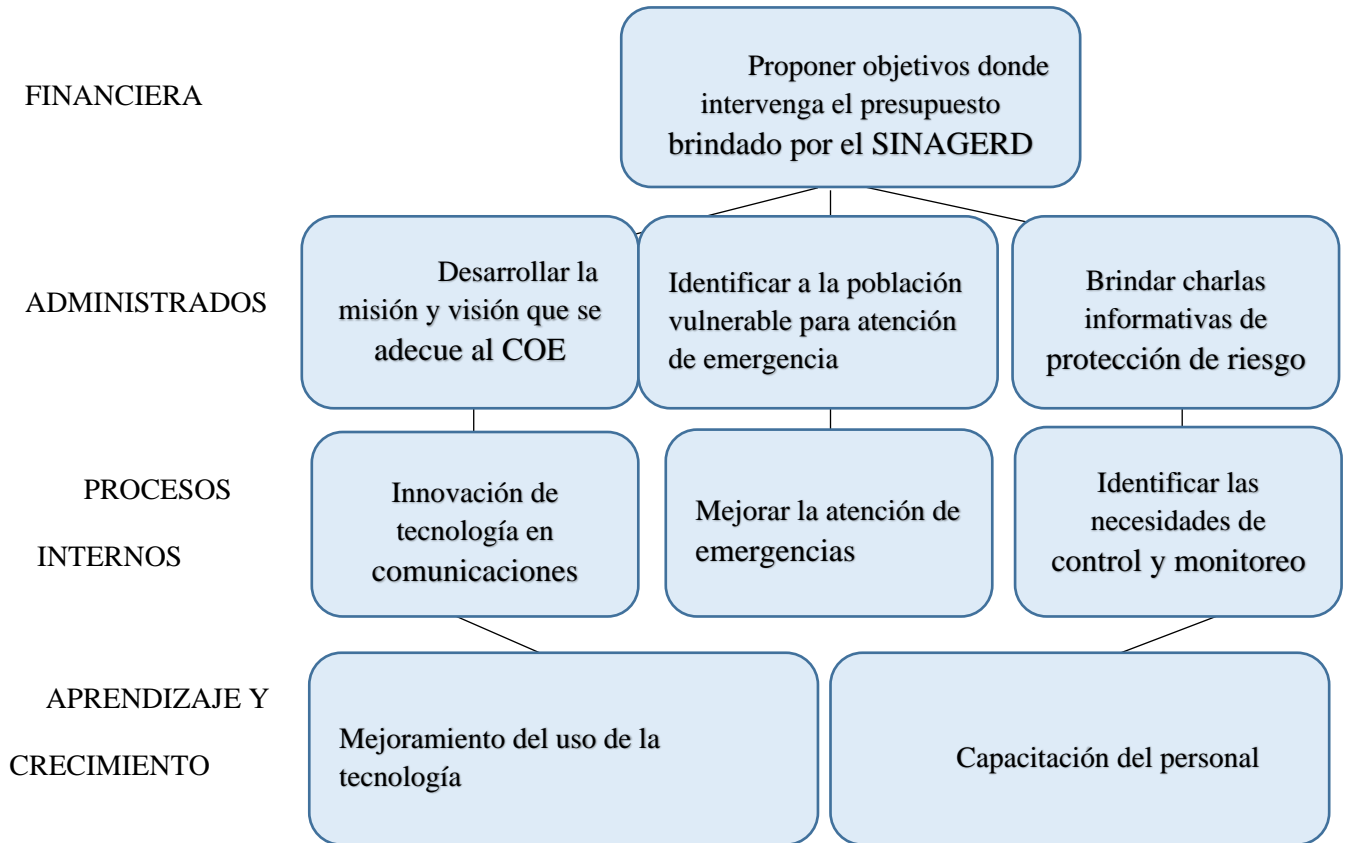 FINANCIERA
Proponer objetivos donde
intervenga el presupuesto
brindado por el SINAGERD
ADMINISTRADOS
Desarrollar la
misión y visión que se
adecue al COE
Identificar a la población
vulnerable para atención
de emergencia
Brindar charlas
informativas de
protección de riesgo
PROCESOS
INTERNOS
Innovación de
tecnología en
comunicaciones
Mejorar la atención de
emergencias
Identificar las
necesidades de
control y monitoreo
APRENDIZAJE Y
CRECIMIENTO
Mejoramiento del uso de la
tecnología
Capacitación del personal